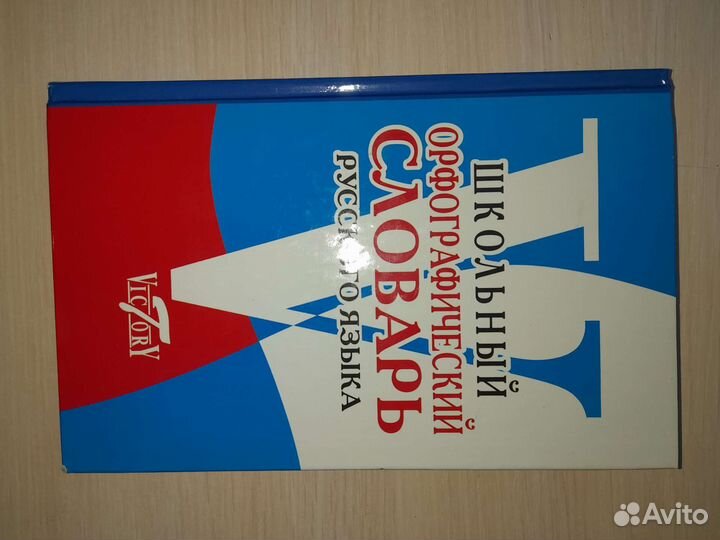 ШКОЛЬНЫЙ
ОРФОГРАФИЧЕСКИЙ
СЛОВАРЬ
РУССКОГО ЯЗЫКА
VICTORY
Avito